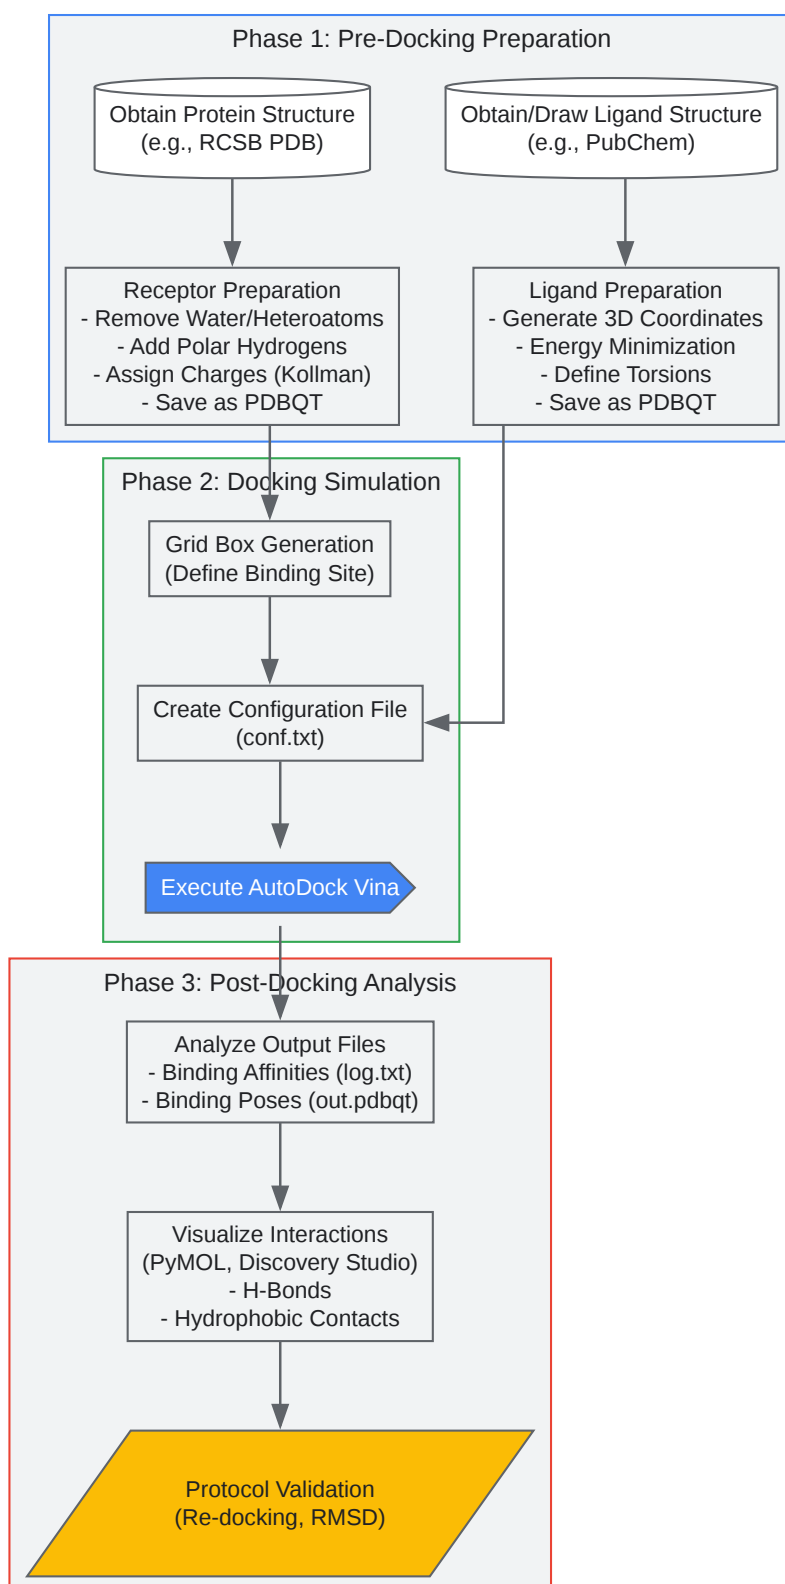 Phase 1: Pre-Docking Preparation
Obtain Protein Structure
(e.g., RCSB PDB)
Obtain/Draw Ligand Structure
(e.g., PubChem)
Receptor Preparation
- Remove Water/Heteroatoms
- Add Polar Hydrogens
- Assign Charges (Kollman)
- Save as PDBQT
Ligand Preparation
- Generate 3D Coordinates
- Energy Minimization
- Define Torsions
- Save as PDBQT
Phase 2: Docking Simulation
Grid Box Generation
(Define Binding Site)
Create Configuration File
(conf.txt)
Execute AutoDock Vina
Phase 3: Post-Docking Analysis
Analyze Output Files
- Binding Affinities (log.txt)
- Binding Poses (out.pdbqt)
Visualize Interactions
(PyMOL, Discovery Studio)
- H-Bonds
- Hydrophobic Contacts
Protocol Validation
(Re-docking, RMSD)